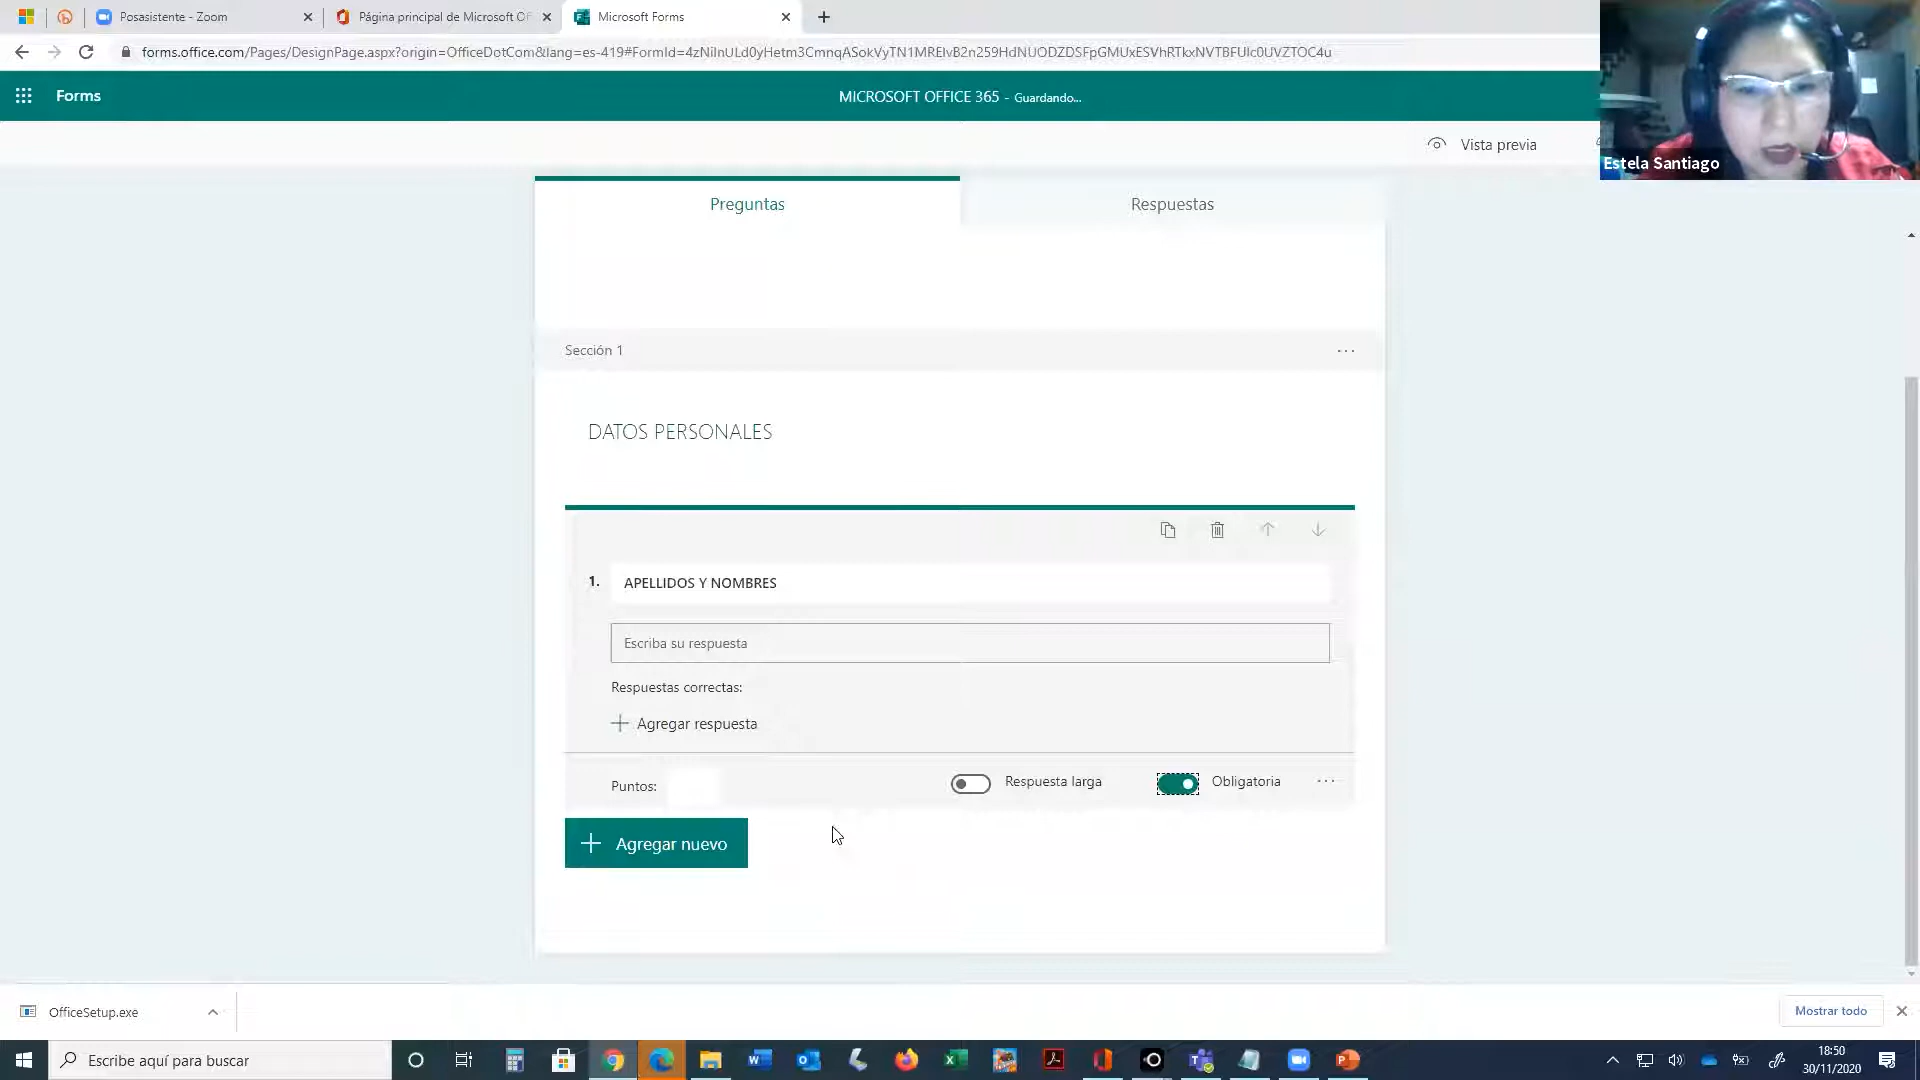 Posasistente - Zoom
Página principal de Microsoft Of
Microsoft Forms
forms.office.com/Pages/DesignPage.aspx?origin=OfficeDotCom&lang=es-419#FormId=4zNilnULd0yHetm3CmnqASokVyTN1MREIvB2n259HdNUODZDSFpGMUxESVhRTkxNVTBFUlc0UVZTOC4u
Forms
MICROSOFT OFFICE 365 - Guardando...
Vista previa
Estela Santiago
Preguntas
Respuestas
Sección 1
DATOS PERSONALES
1. APELLIDOS Y NOMBRES
Escriba su respuesta
Respuestas correctas:
Agregar respuesta
Puntos:
Respuesta larga
Obligatoria
Agregar nuevo
OfficeSetup.exe
Mostrar todo
Escribe aquí para buscar
18:50
30/11/2020